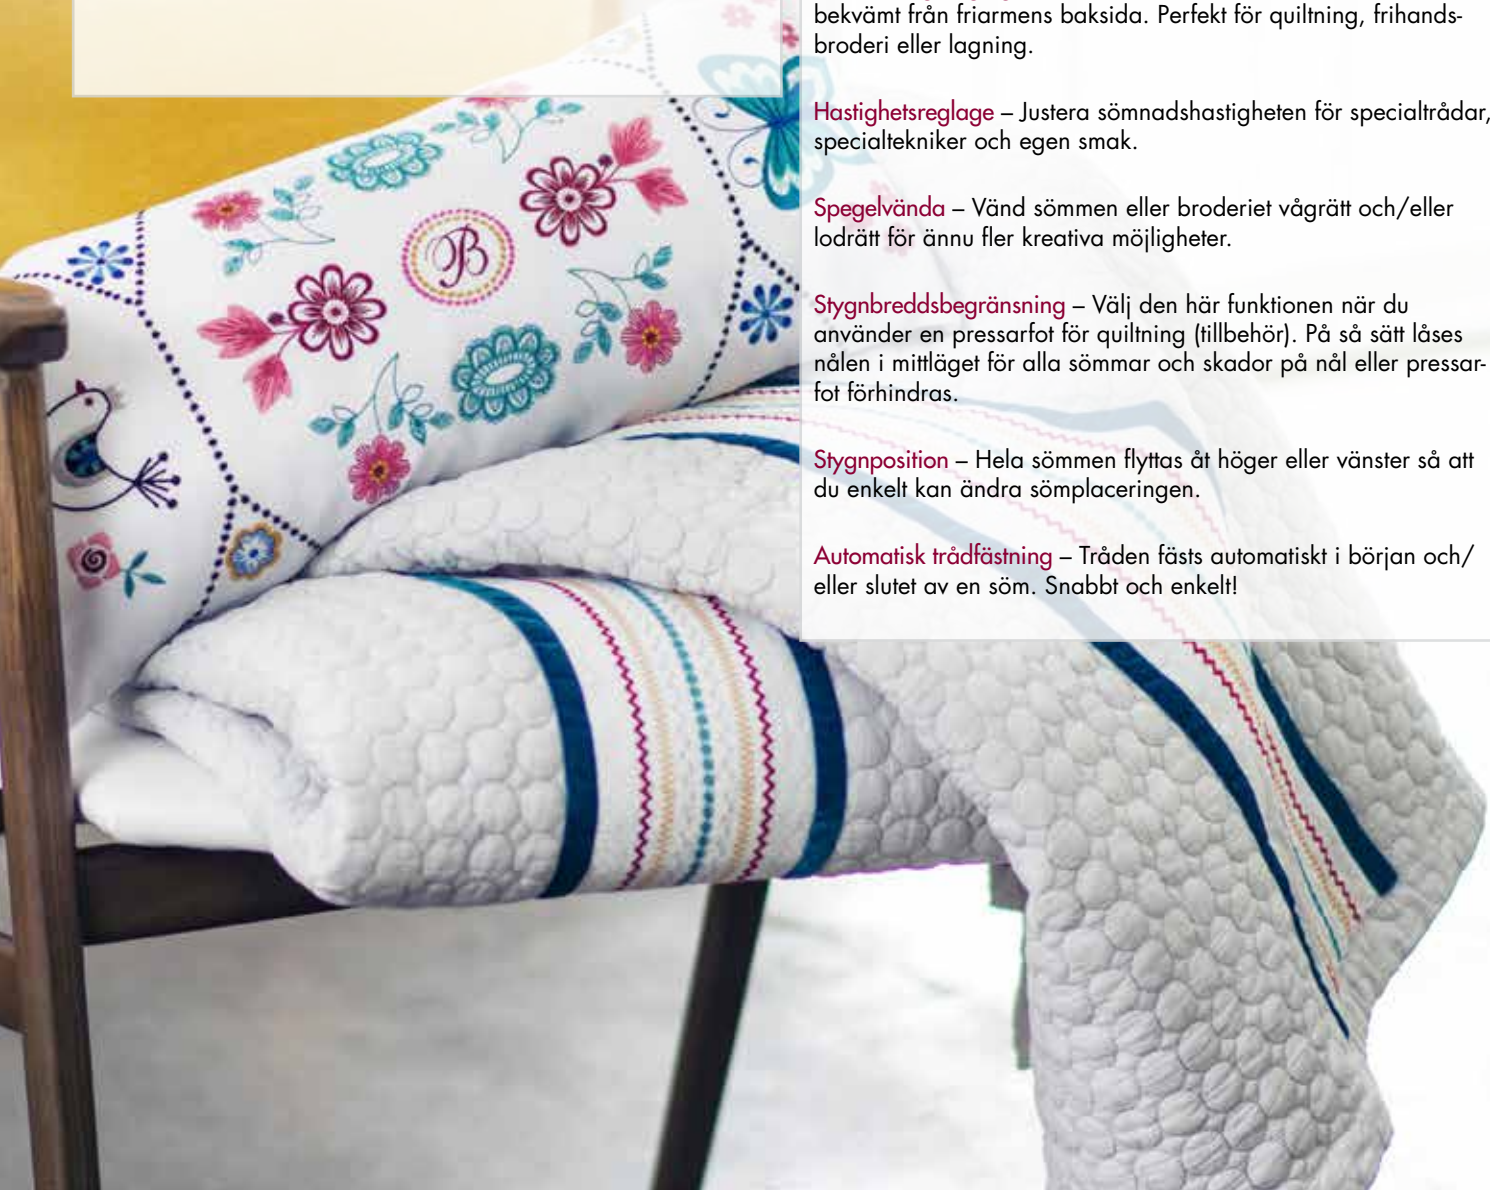 B
bekvämt från friarmens baksida. Perfekt för quiltning, frihands-
broderi eller lagning.
Hastighetsreglage – Justera sömnadshastigheten för specialtrådar,
specialtekniker och egen smak.
Spegelvända – Vänd sömmen eller broderiet vågrätt och/eller
lodrätt för ännu fler kreativa möjligheter.
Stygnbreddsbegränsning – Välj den här funktionen när du
använder en pressarfot för quiltning (tillbehör). På så sätt låses
nålen i mittläget för alla sömmar och skador på nål eller pressar-
fot förhindras.
Stygnposition – Hela sömmen flyttas åt höger eller vänster så att
du enkelt kan ändra sömplaceringen.
Automatisk trådfästning – Tråden fästs automatiskt i början och/
eller slutet av en söm. Snabbt och enkelt!